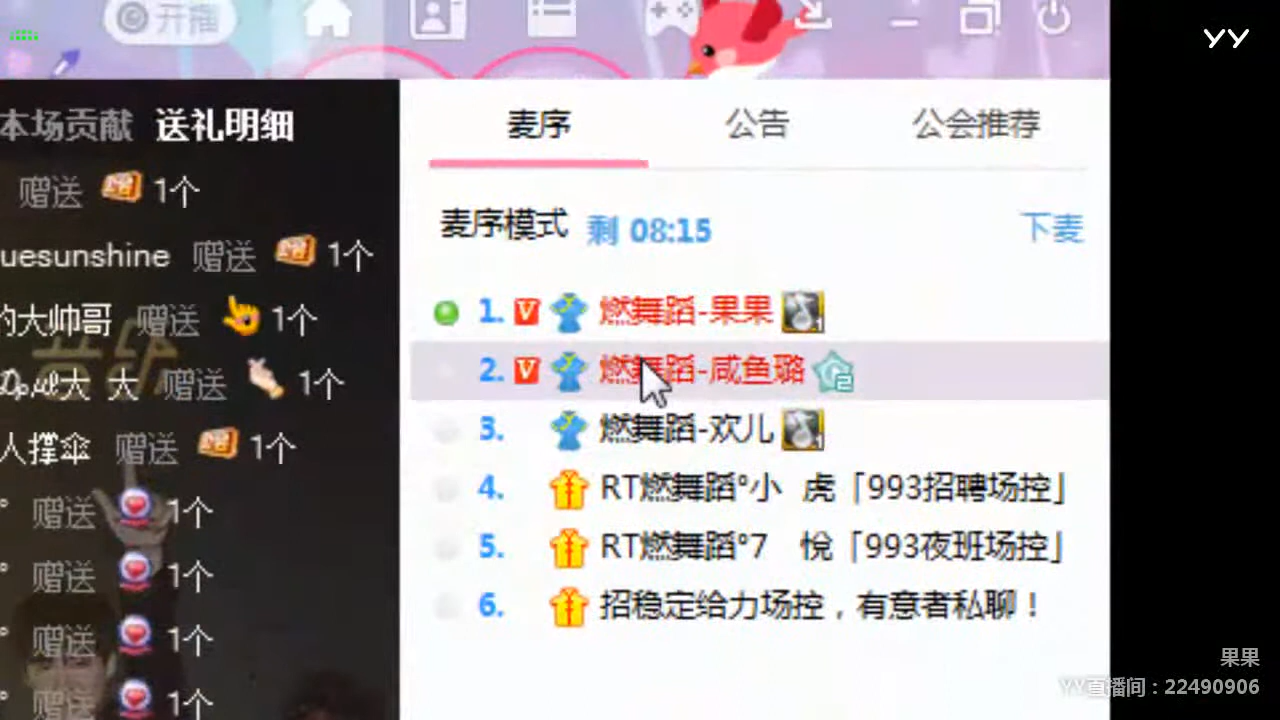 开播
YY
本场贡献 送礼明细
麦序 公告 公会推荐
赠送 1个
麦序模式 剩 08:15 下麦
uesunshine 赠送 1个
1. 燃舞蹈-果果
的大帅哥 赠送 1个
2. 燃舞蹈-咸鱼璐
大 大 赠送 1个
3. 燃舞蹈-欢儿
人撑伞 赠送 1个
4. RT燃舞蹈°小 虎「993招聘场控」
赠送 1个
5. RT燃舞蹈°7 悦「993夜班场控」
赠送 1个
6. 招稳定给力场控，有意者私聊！
赠送 1个
赠送 1个
果果
YY直播间：22490906